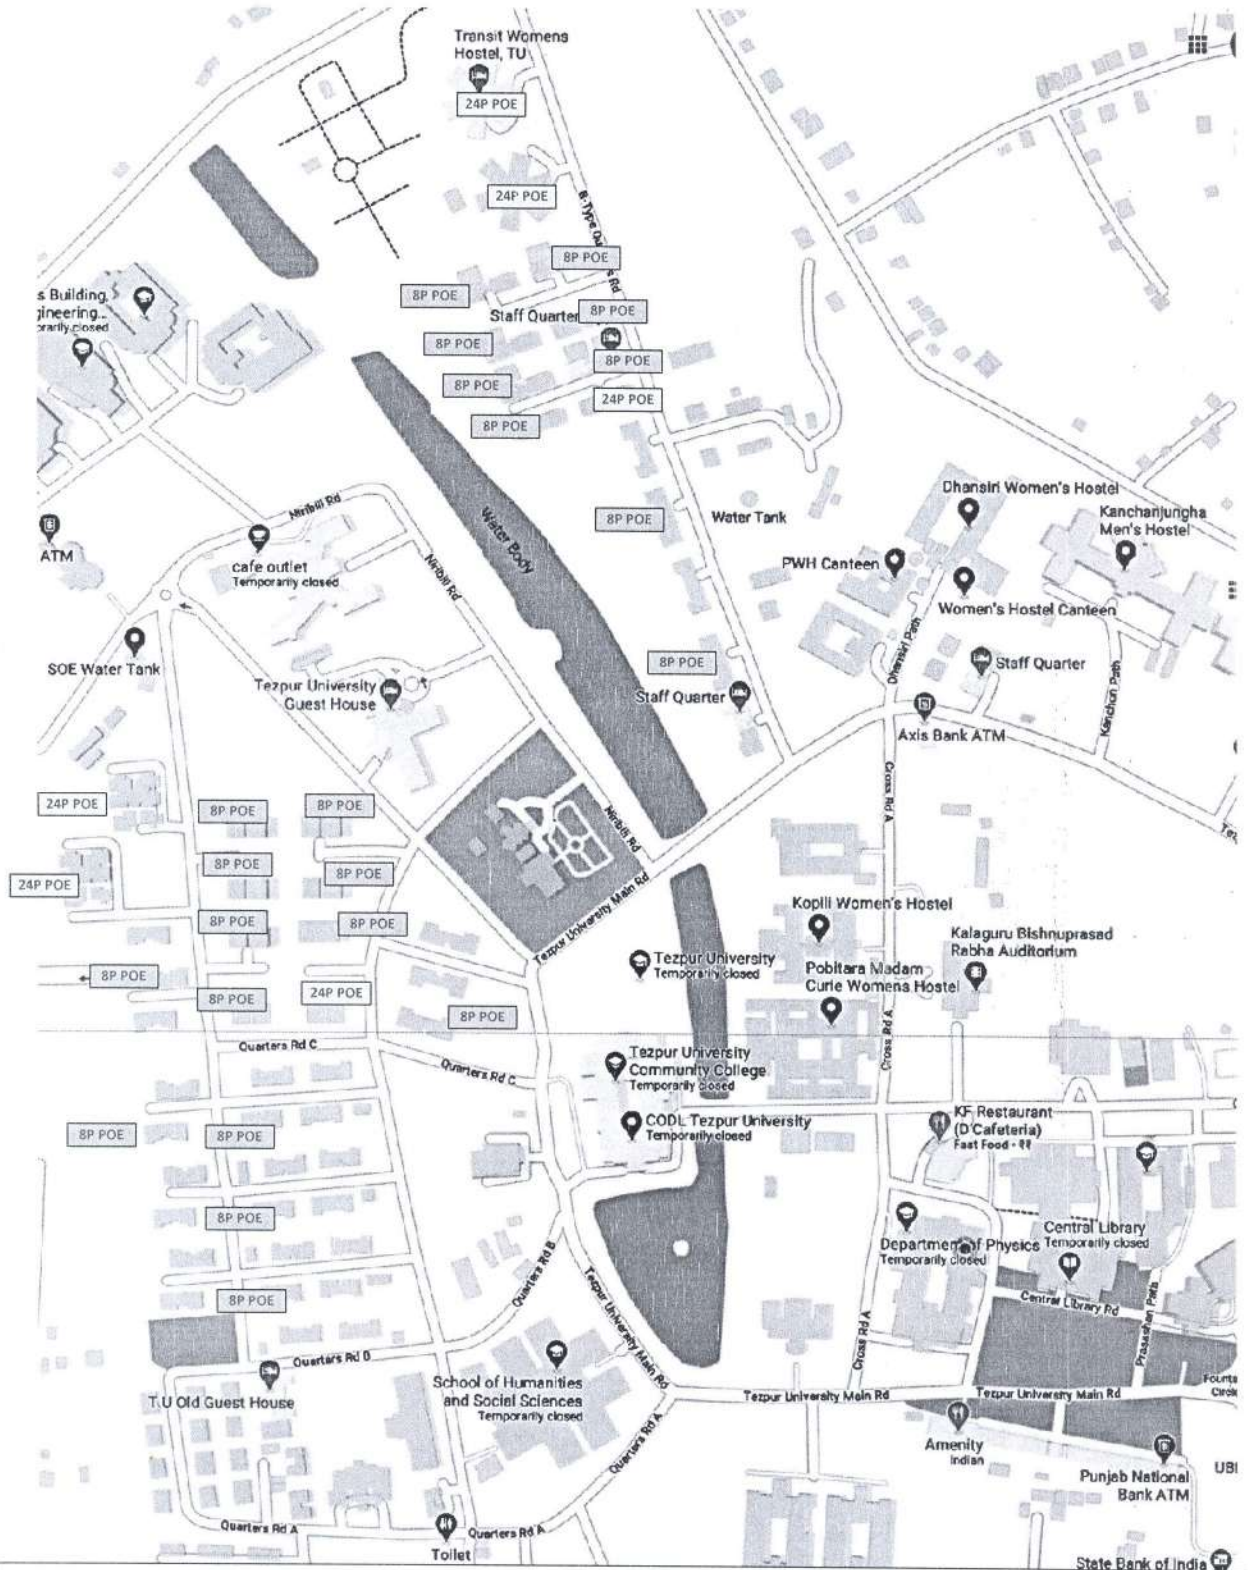 Transit Womens
Hostel, TU
24P POE
24P POE
8P POE
8P POE
Staff Quarter
8P POE
8P POE
8P POE
8P POE
24P POE
8P POE
s Building,
gineering...
orarily closed
Water Body
8P POE
Water Tank
Niribili Rd
Niribili Rd
ATM
cafe outlet
Temporarily closed
SOE Water Tank
Tezpur University
Guest House
8P POE
Staff Quarter
Dhansiri Women's Hostel
Kanchanjungha
Men's Hostel
PWH Canteen
Women's Hostel Canteen
Dhansiri Path
Staff Quarter
Kanchan Path
Axis Bank ATM
Cross Rd A
24P POE
8P POE
8P POE
Niribili Rd
8P POE
8P POE
24P POE
Tezpur University Main Rd
8P POE
8P POE
Kopili Women's Hostel
Kalaguru Bishnuprasad
Rabha Auditorium
Tezpur University
Temporarily closed
Pobitara Madam
Curie Womens Hostel
8P POE
8P POE
24P POE
8P POE
Cross Rd A
Quarters Rd C
Quarters Rd C
Tezpur University
Community College
Temporarily closed
CODL Tezpur University
Temporarily closed
KF Restaurant
(D'Cafeteria)
Fast Food
8P POE
8P POE
8P POE
Department of Physics
Temporarily closed
Central Library
Temporarily closed
Quarters Rd B
Tezpur University Main Rd
8P POE
Central Library Rd
Prasashan Path
Cross Rd A
Quarters Rd B
T.U Old Guest House
School of Humanities
and Social Sciences
Temporarily closed
Tezpur University Main Rd
Tezpur University Main Rd
Founta
Circle
Quarters Rd A
Amenity
Indian
Punjab National
Bank ATM
UBI
Quarters Rd A
Quarters Rd A
Toilet
State Bank of India